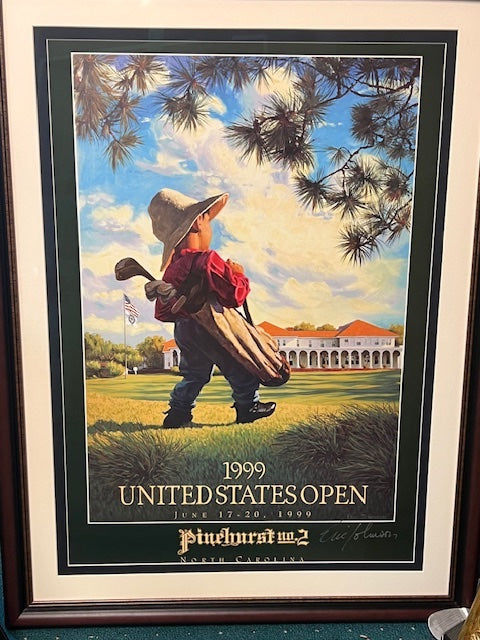 1999
UNITED STATES OPEN
JUNE 17-20, 1999
Pinehurst no. 2
NORTH CAROLINA